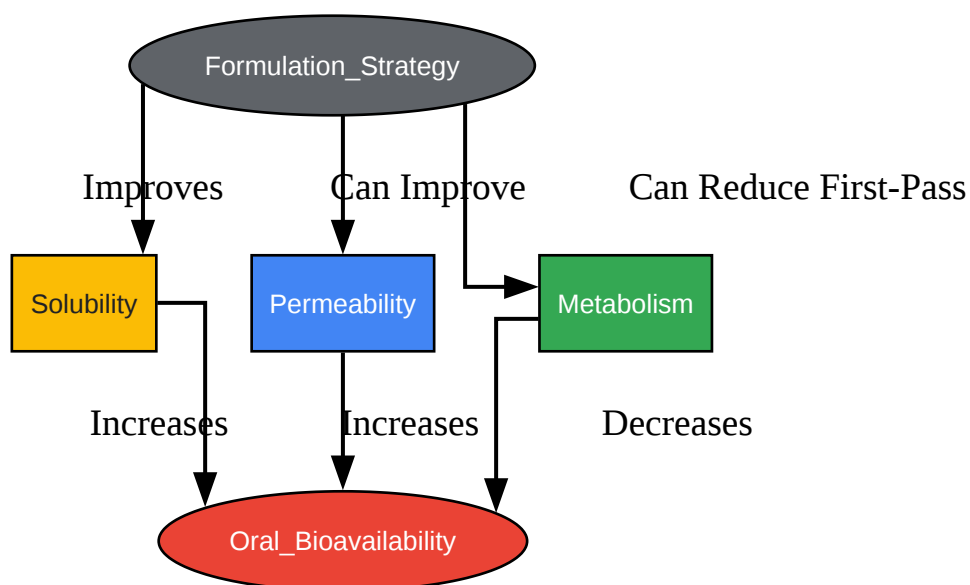 Formulation_Strategy
Improves
Can Improve
Can Reduce First-Pass
Solubility
Permeability
Metabolism
Increases
Increases
Decreases
Oral_Bioavailability